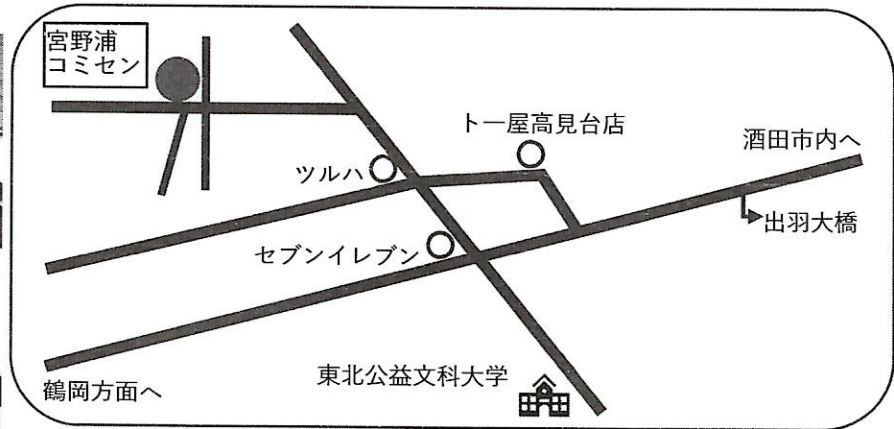 宮野浦
コミセン
トー屋高見台店
酒田市内へ
ツルハ
出羽大橋
セブンイレブン
東北公益文科大学
鶴岡方面へ